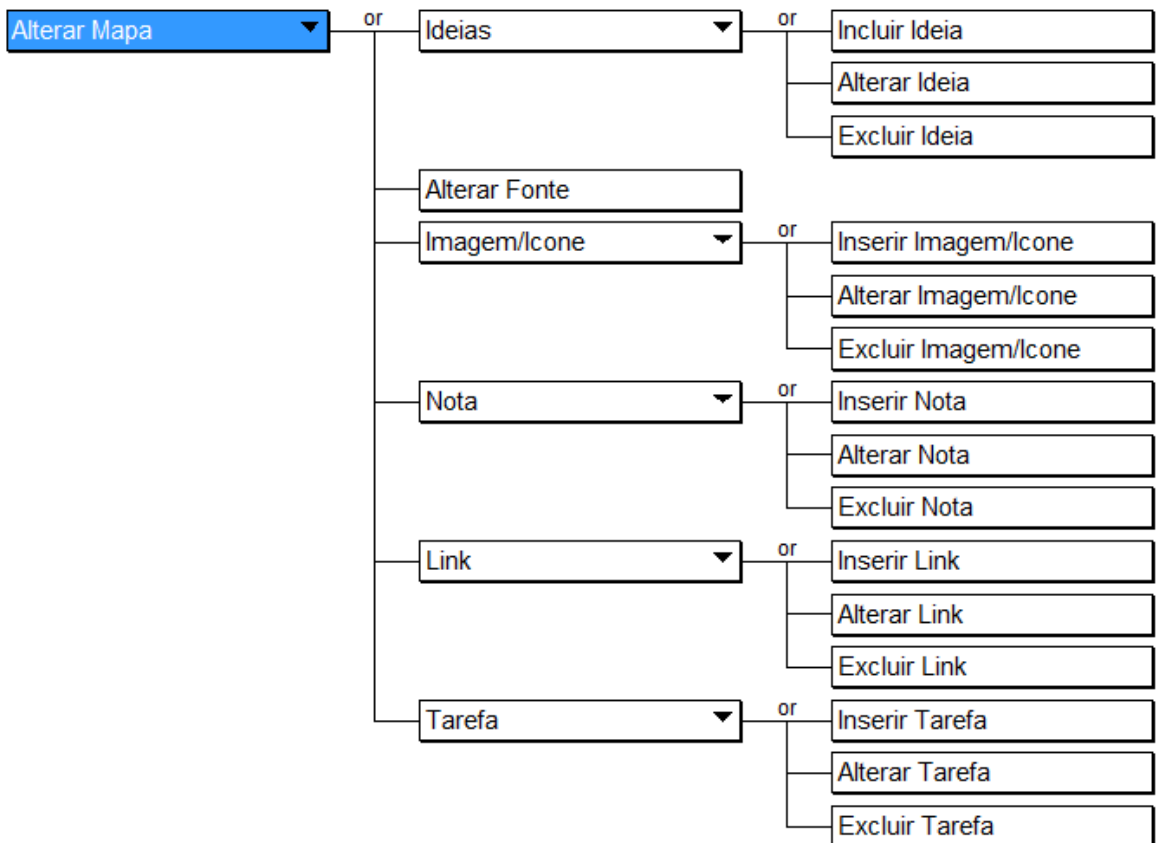 Alterar Mapa
or
Ideias
or
Incluir Ideia
Alterar Ideia
Excluir Ideia
Alterar Fonte
Imagem/Icone
or
Inserir Imagem/Icone
Alterar Imagem/Icone
Excluir Imagem/Icone
Nota
or
Inserir Nota
Alterar Nota
Excluir Nota
Link
or
Inserir Link
Alterar Link
Excluir Link
Tarefa
or
Inserir Tarefa
Alterar Tarefa
Excluir Tarefa